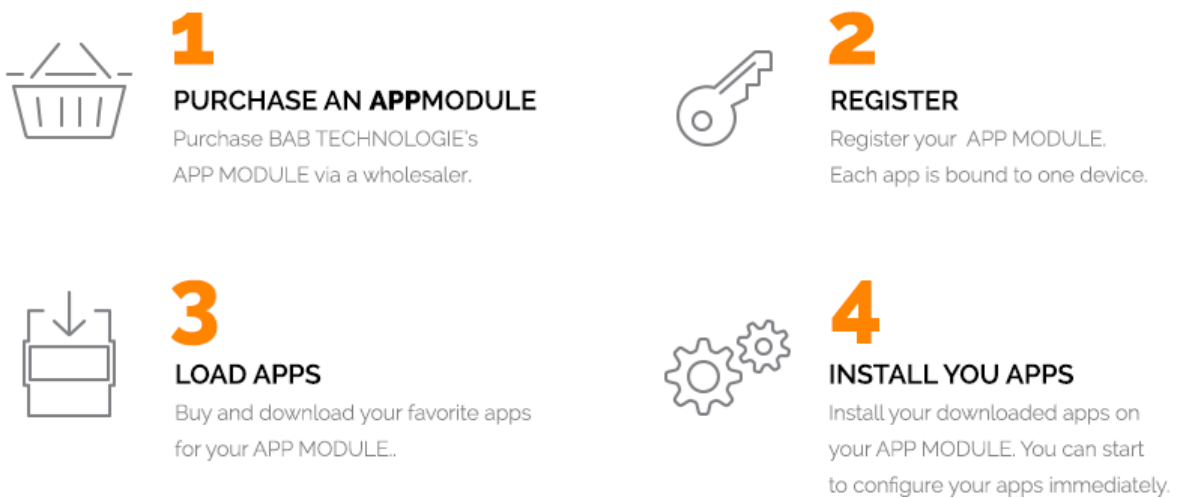 1
PURCHASE AN APPMODULE
Purchase BAB TECHNOLOGIE's
APP MODULE via a wholesaler.
2
REGISTER
Register your APP MODULE.
Each app is bound to one device.
3
LOAD APPS
Buy and download your favorite apps
for your APP MODULE..
4
INSTALL YOU APPS
Install your downloaded apps on
your APP MODULE. You can start
to configure your apps immediately.